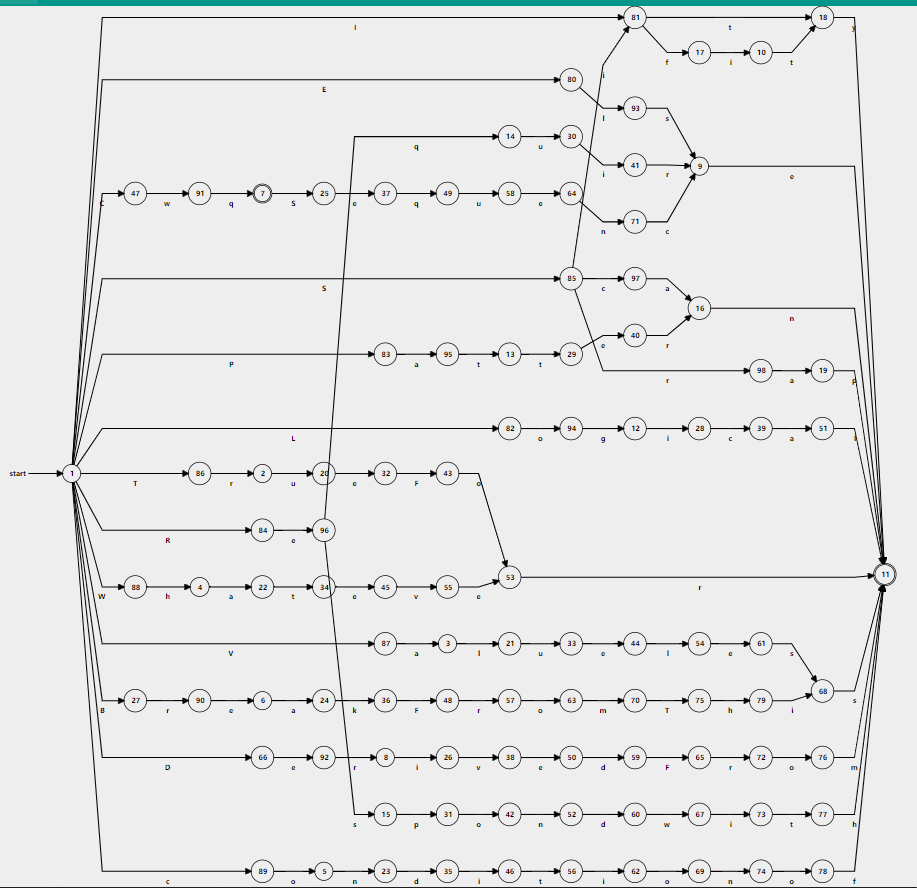 I 81 t 18 y
f 17 i 10 t
E 80 l 93 s
i
q 14 u 30 i 41 r 9 e
C 47 w 91 q 7 S 25 e 37 q 49 u 58 e 64 n 71 c
S 85 c 97 a 16 n
P 83 a 95 t 13 t 29 e 40 r
r 98 a 19 p
L 82 o 94 g 12 i 28 c 39 a 51 l
start 1 T 86 r 2 u 20 e 32 F 43 o
R 84 e 96
53 r 11
W 88 h 4 a 22 t 34 e 45 v 55 e
V 87 a 3 l 21 u 33 e 44 l 54 e 61 s
68 s
B 27 r 90 e 6 a 24 k 36 F 48 r 57 o 63 m 70 T 75 h 79 i
D 66 e 92 r 8 i 26 v 38 e 50 d 59 F 65 r 72 o 76 m
s 15 p 31 o 42 n 52 d 60 w 67 i 73 t 77 h
c 89 o 5 n 23 d 35 i 46 t 56 i 62 o 69 n 74 o 78 f